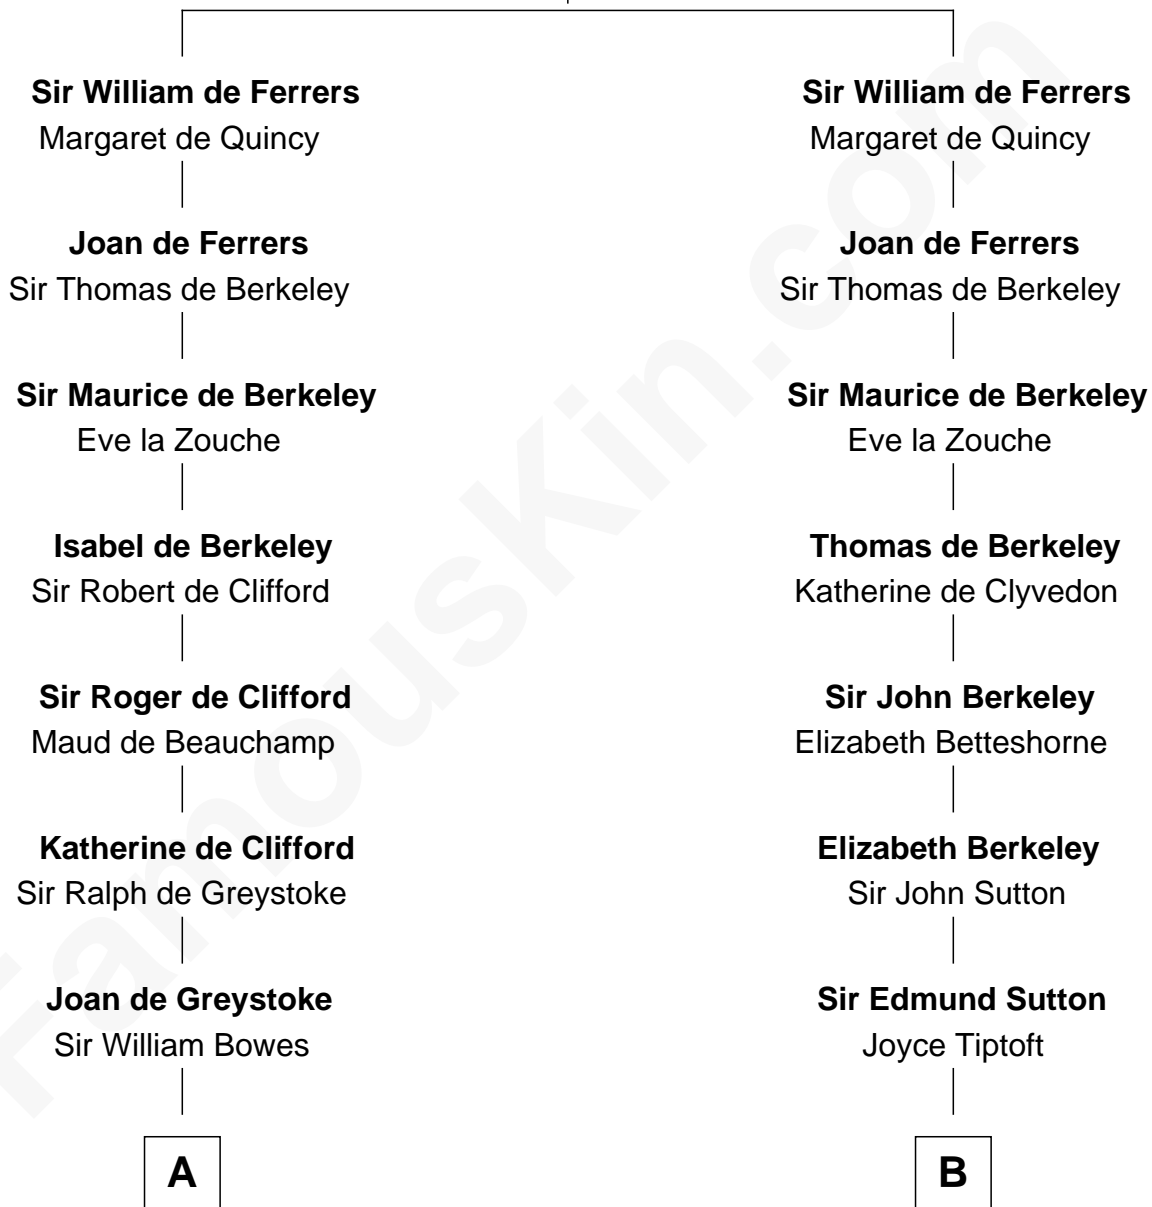 Sir William de Ferrers
Margaret de Quincy
Joan de Ferrers
Sir Thomas de Berkeley
Sir Maurice de Berkeley
Eve la Zouche
Isabel de Berkeley
Sir Robert de Clifford
Sir Roger de Clifford
Maud de Beauchamp
Katherine de Clifford
Sir Ralph de Greystoke
Joan de Greystoke
Sir William Bowes
A
Sir William de Ferrers
Margaret de Quincy
Joan de Ferrers
Sir Thomas de Berkeley
Sir Maurice de Berkeley
Eve la Zouche
Thomas de Berkeley
Katherine de Clyvedon
Sir John Berkeley
Elizabeth Betteshorne
Elizabeth Berkeley
Sir John Sutton
Sir Edmund Sutton
Joyce Tiptoft
B
FamousKin.com